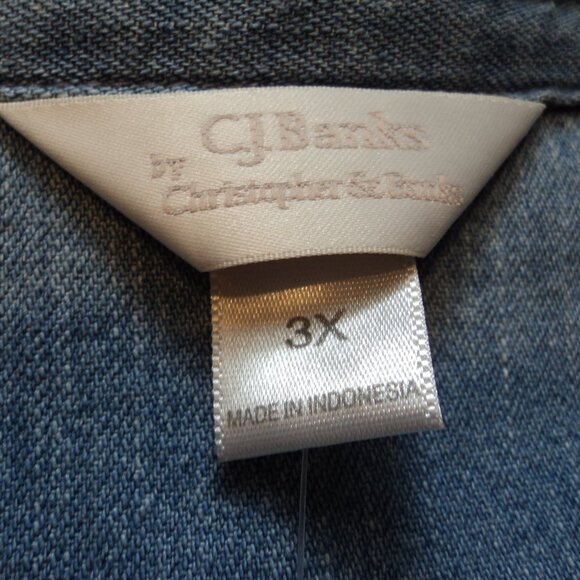 CJ Banks
by
Christopher & Banks
3X
MADE IN INDONESIA